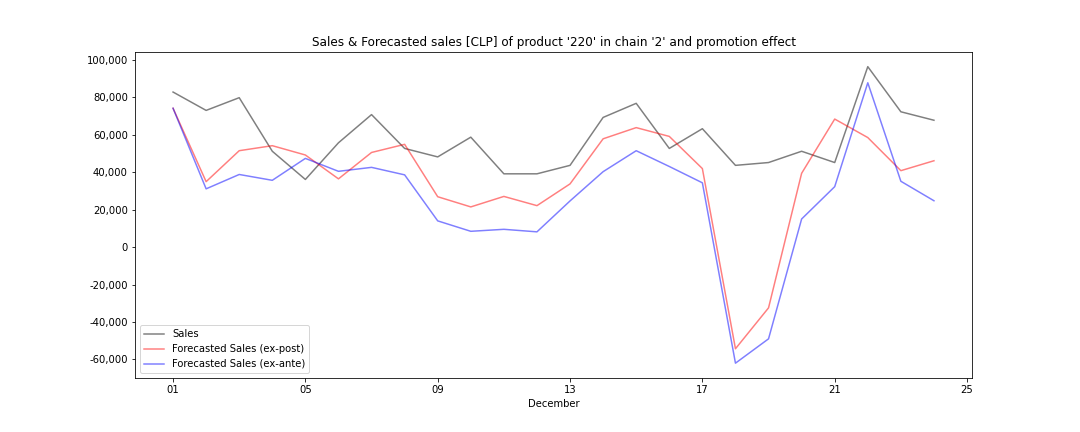 Sales & Forecasted sales [CLP] of product '220' in chain '2' and promotion effect
100,000
80,000
60,000
40,000
20,000
0
-20,000
-40,000
-60,000
Sales
Forecasted Sales (ex-post)
Forecasted Sales (ex-ante)
01 05 09 13 17 21 25
December